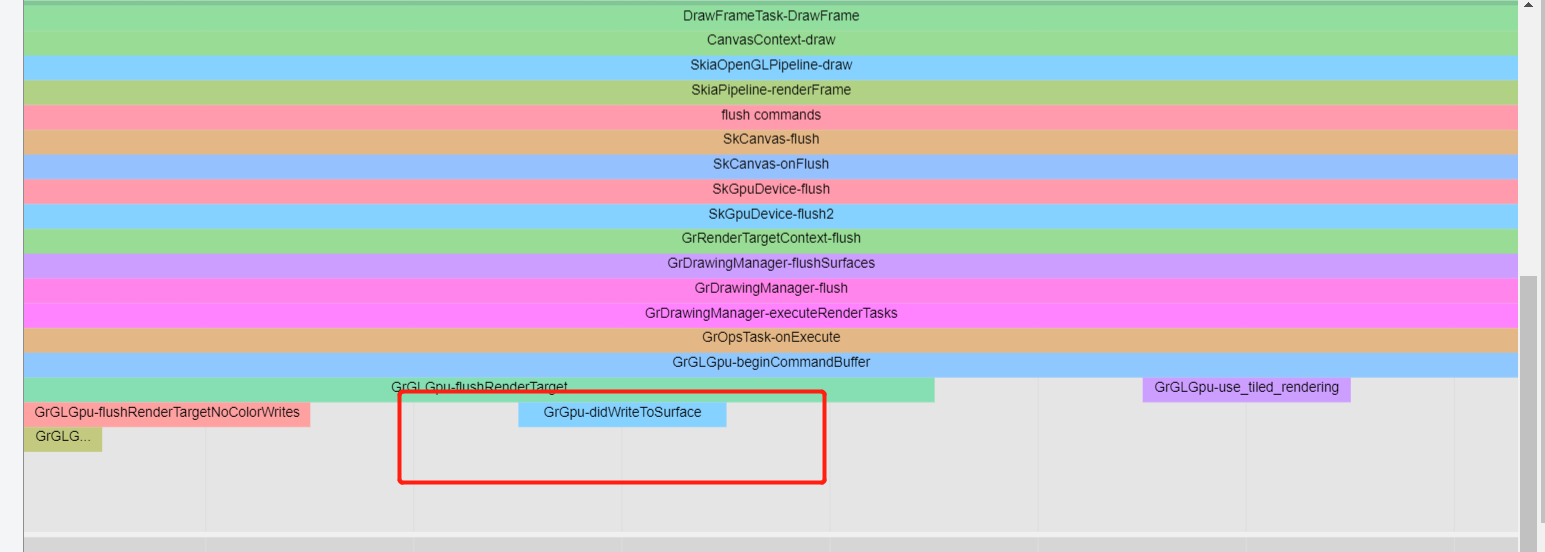 DrawFrameTask-DrawFrame
CanvasContext-draw
SkiaOpenGLPipeline-draw
SkiaPipeline-renderFrame
flush commands
SkCanvas-flush
SkCanvas-onFlush
SkGpuDevice-flush
SkGpuDevice-flush2
GrRenderTargetContext-flush
GrDrawingManager-flushSurfaces
GrDrawingManager-flush
GrDrawingManager-executeRenderTasks
GrOpsTask-onExecute
GrGLGpu-beginCommandBuffer
GrGLGpu-flushRenderTarget GrGLGpu-use_tiled_rendering
GrGLGpu-flushRenderTargetNoColorWrites GrGpu-didWriteToSurface
GrGLG...